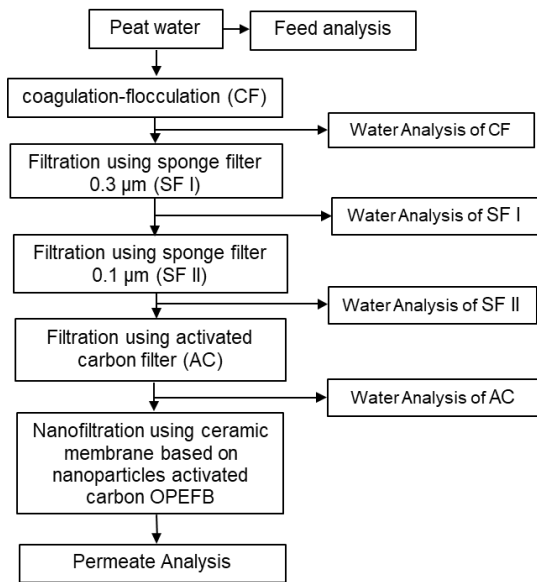 Peat water
Feed analysis
coagulation-flocculation (CF)
Water Analysis of CF
Filtration using sponge filter
0.3 µm (SF I)
Water Analysis of SF I
Filtration using sponge filter
0.1 µm (SF II)
Water Analysis of SF II
Filtration using activated
carbon filter (AC)
Water Analysis of AC
Nanofiltration using ceramic
membrane based on
nanoparticles activated
carbon OPEFB
Permeate Analysis